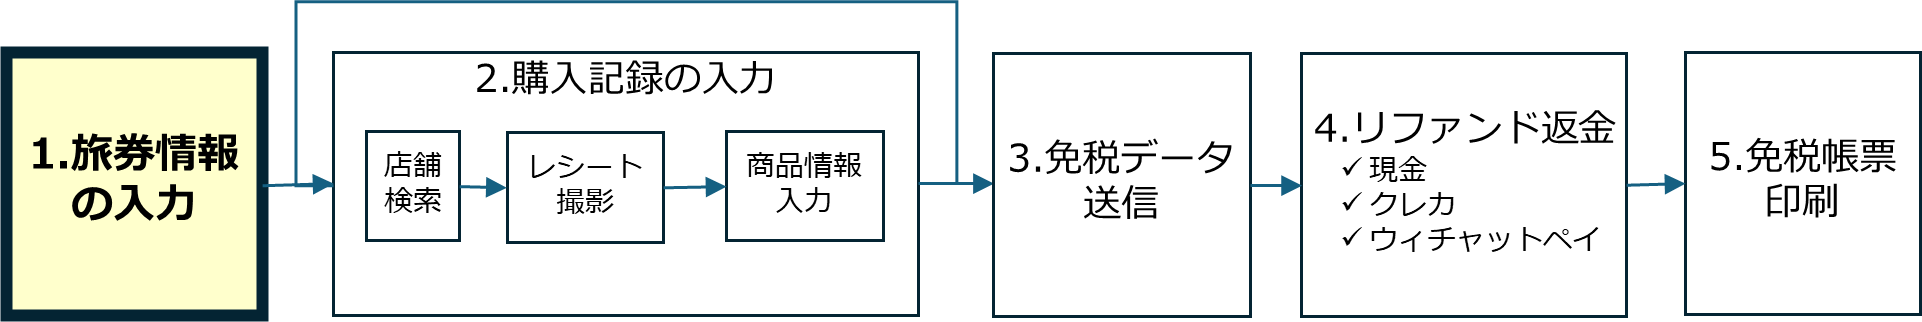 1.旅券情報
の入力
2.購入記録の入力
店舗
検索
レシート
撮影
商品情報
入力
3.免税データ
送信
4.リファンド返金
✓ 現金
✓ クレカ
✓ ウィチャットペイ
5.免税帳票
印刷